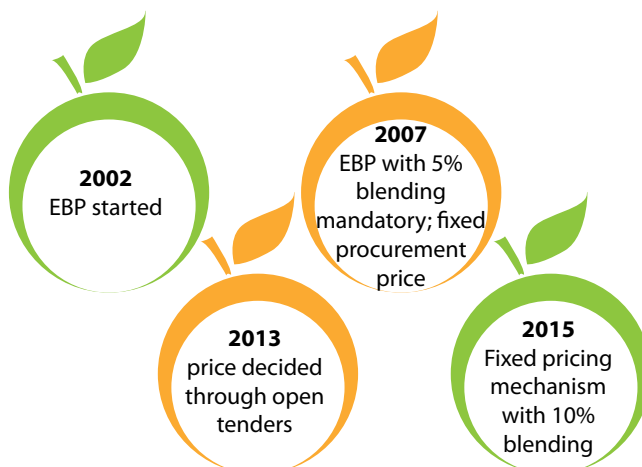 2002
EBP started
2007
EBP with 5%
blending
mandatory; fixed
procurement
price
2013
price decided
through open
tenders
2015
Fixed pricing
mechanism
with 10%
blending